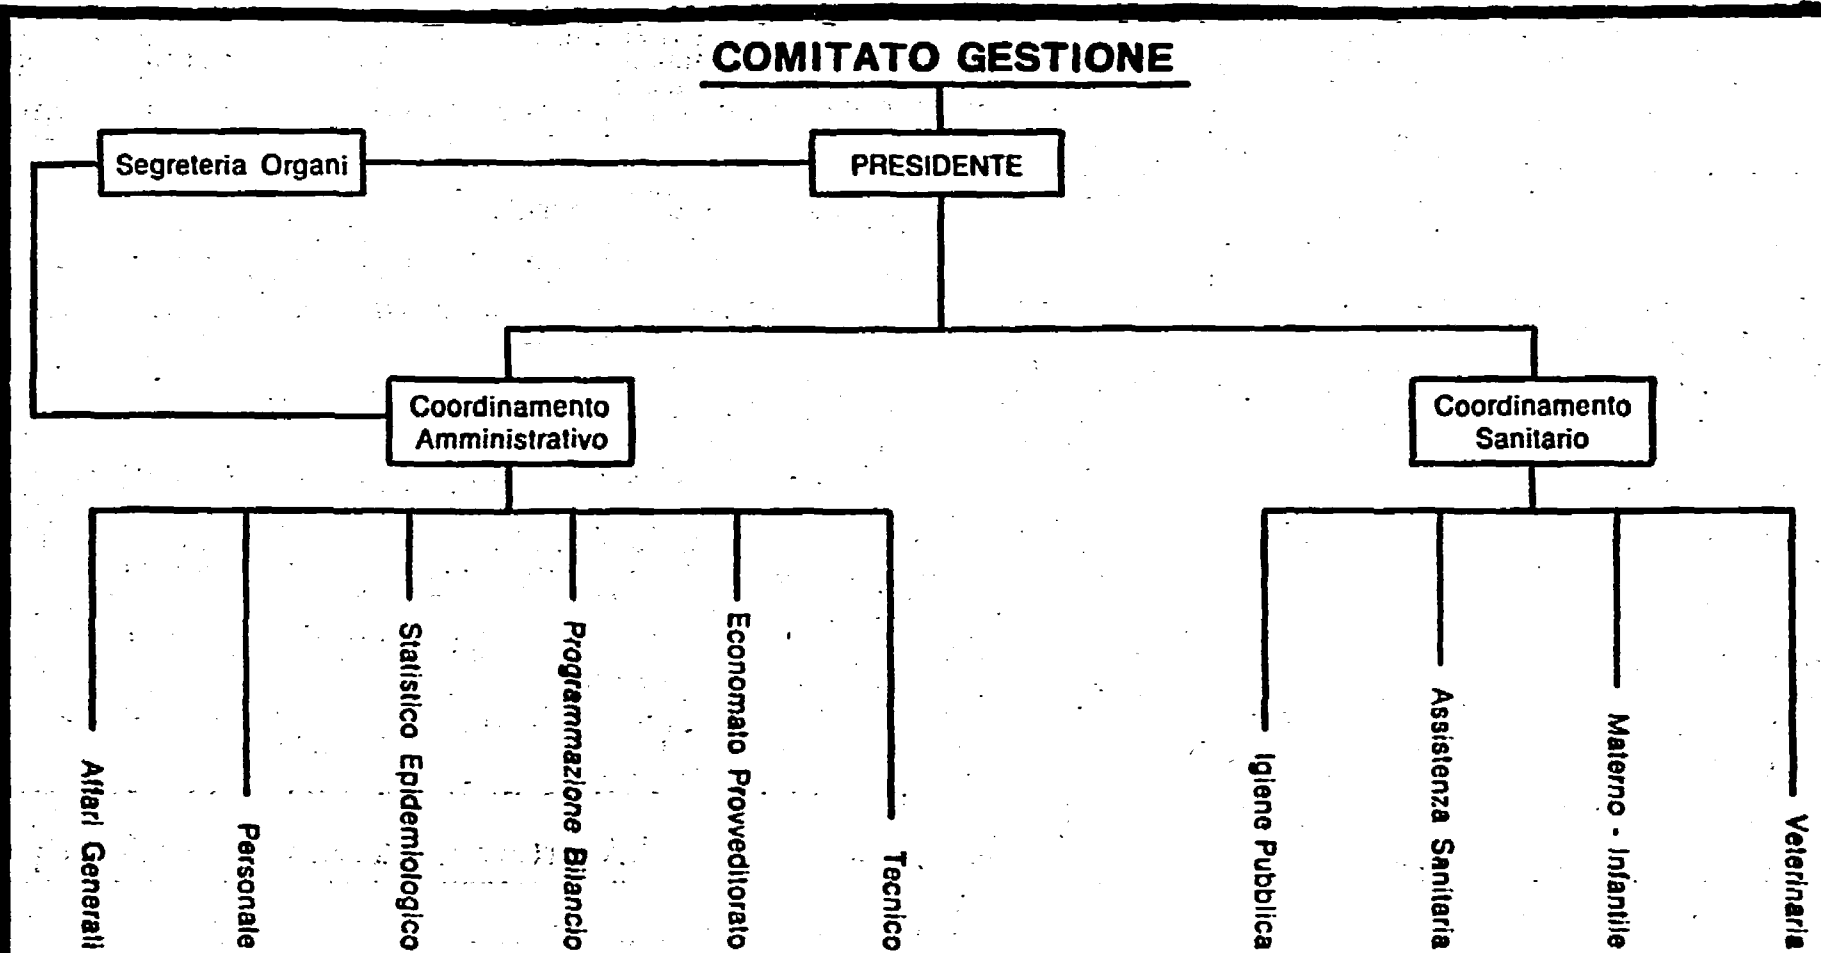 COMITATO GESTIONE
Segreteria Organi
PRESIDENTE
Coordinamento
Amministrativo
Coordinamento
Sanitario
Affari Generali
Personale
Statistico Epidemiologico
Programmazione Bilancio
Economato Provveditorato
Tecnico
Igiene Pubblica
Assistenza Sanitaria
Materno - Infantile
Veterinaria